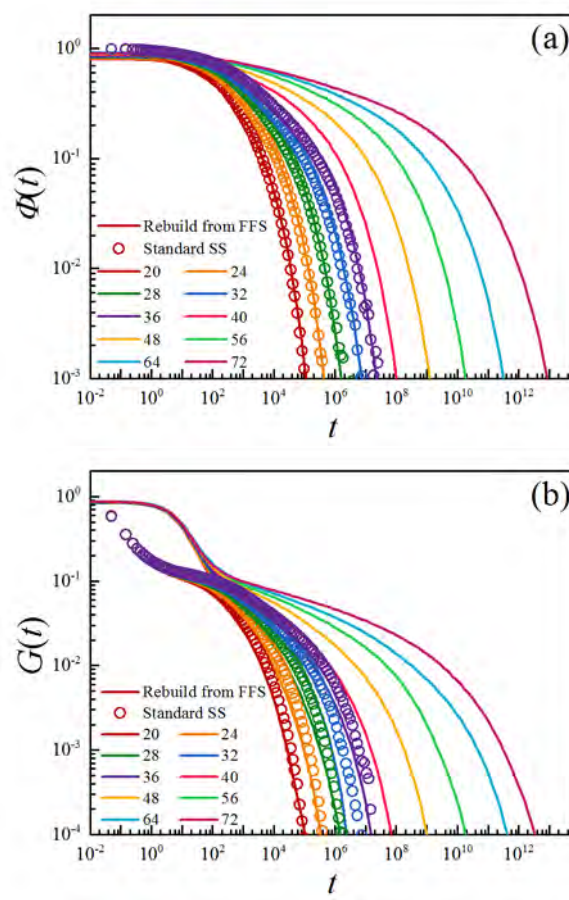 (a)
10⁰
10⁻¹
10⁻²
10⁻³
Φ(t)
Rebuild from FFS
Standard SS
20 24
28 32
36 40
48 56
64 72
10⁻² 10⁰ 10² 10⁴ 10⁶ 10⁸ 10¹⁰ 10¹²
t
(b)
10⁰
10⁻¹
10⁻²
10⁻³
10⁻⁴
G(t)
Rebuild from FFS
Standard SS
20 24
28 32
36 40
48 56
64 72
10⁻² 10⁰ 10² 10⁴ 10⁶ 10⁸ 10¹⁰ 10¹²
t